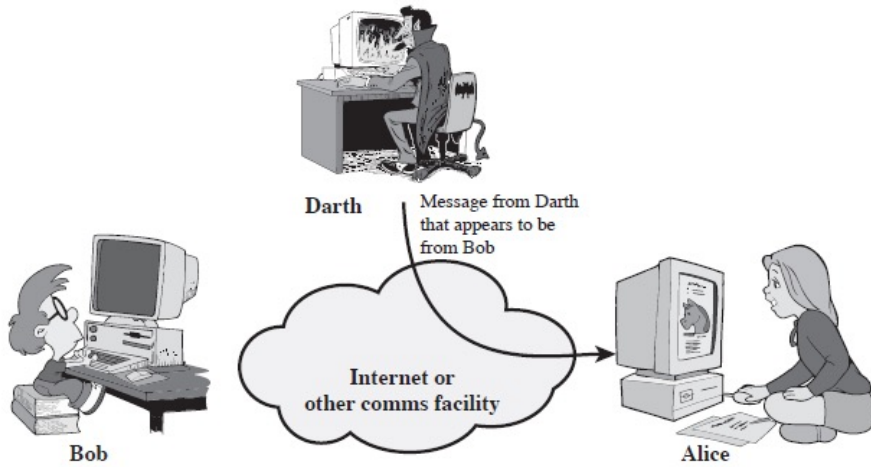 Darth
Message from Darth
that appears to be
from Bob
Internet or
other comms facility
Bob
Alice